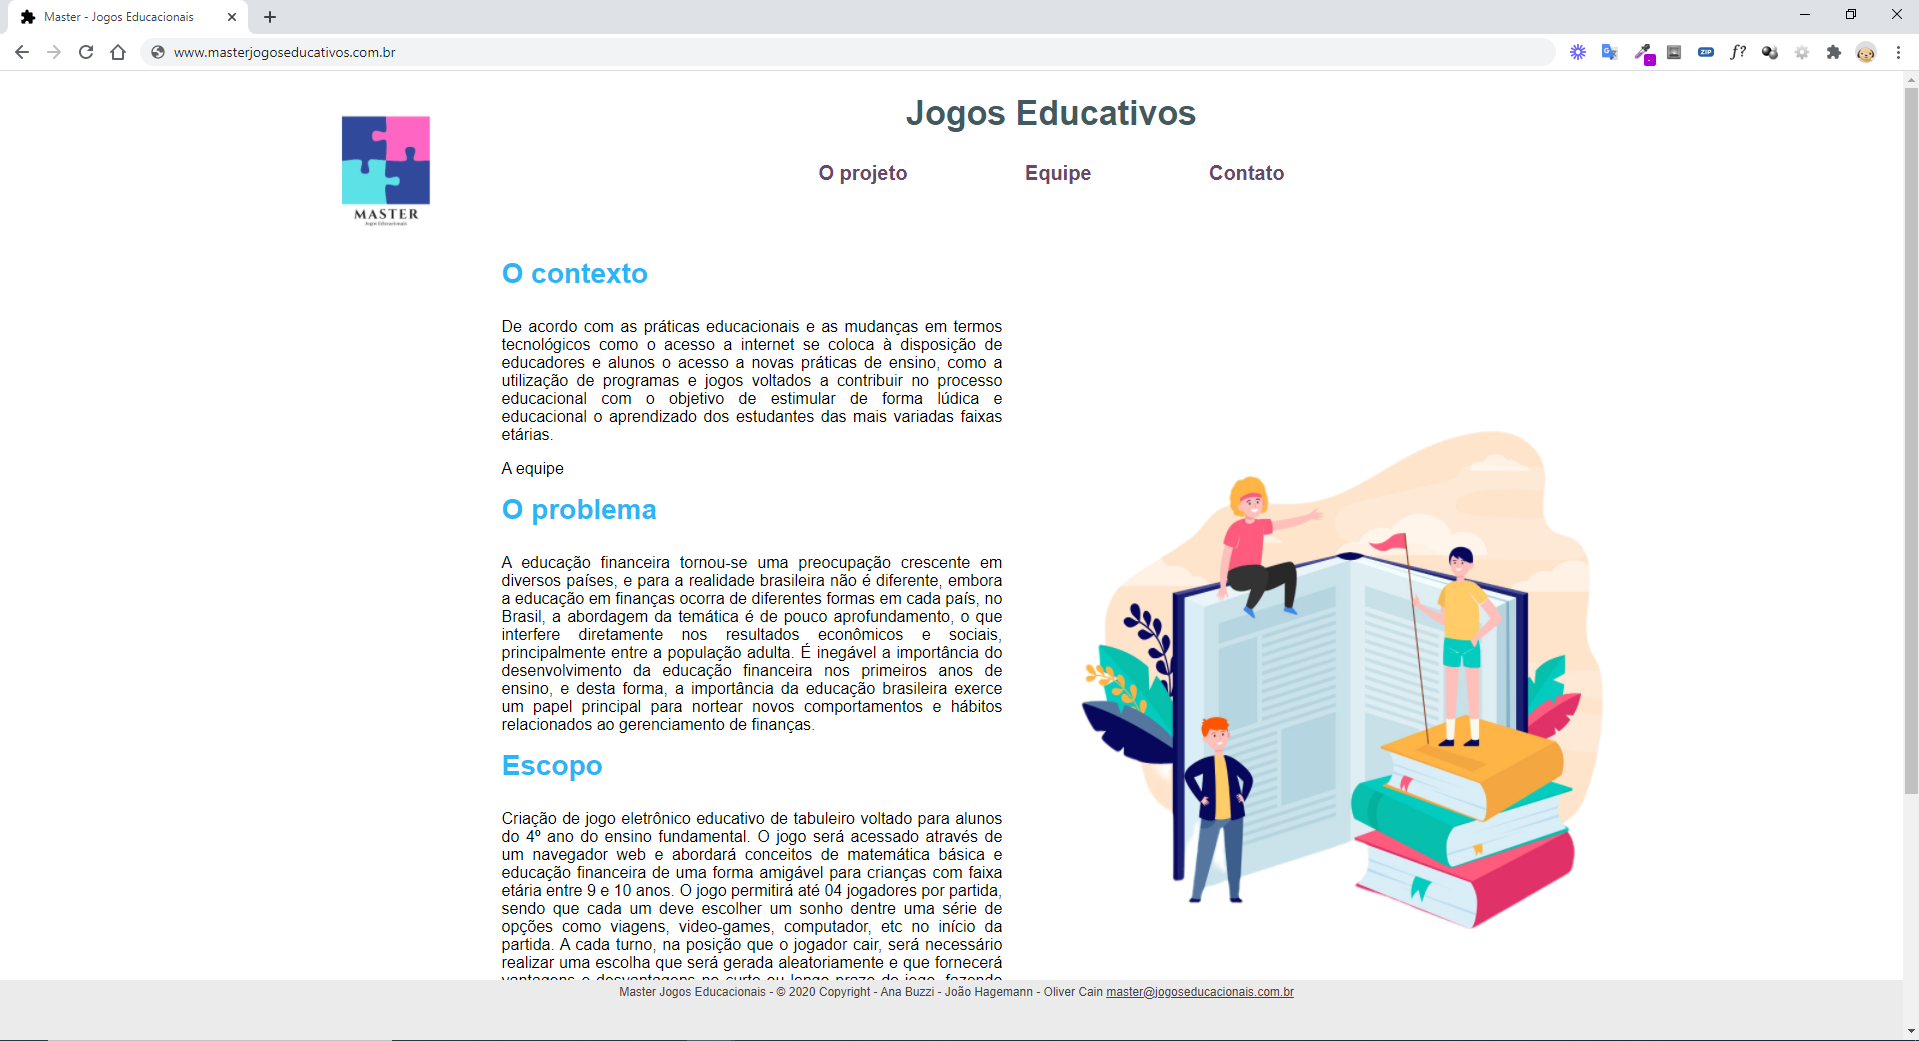 Master - Jogos Educacionais
www.masterjogoseducativos.com.br
ZIP
f?
Jogos Educativos
MASTER
Jogos Educacionais
O projeto
Equipe
Contato
O contexto
De acordo com as práticas educacionais e as mudanças em termos
tecnológicos como o acesso a internet se coloca à disposição de
educadores e alunos o acesso a novas práticas de ensino, como a
utilização de programas e jogos voltados a contribuir no processo
educacional com o objetivo de estimular de forma lúdica e
educacional o aprendizado dos estudantes das mais variadas faixas
etárias.
A equipe
O problema
A educação financeira tornou-se uma preocupação crescente em
diversos países, e para a realidade brasileira não é diferente, embora
a educação em finanças ocorra de diferentes formas em cada país, no
Brasil, a abordagem da temática é de pouco aprofundamento, o que
interfere diretamente nos resultados econômicos e sociais,
principalmente entre a população adulta. É inegável a importância do
desenvolvimento da educação financeira nos primeiros anos de
ensino, e desta forma, a importância da educação brasileira exerce
um papel principal para nortear novos comportamentos e hábitos
relacionados ao gerenciamento de finanças.
Escopo
Criação de jogo eletrônico educativo de tabuleiro voltado para alunos
do 4º ano do ensino fundamental. O jogo será acessado através de
um navegador web e abordará conceitos de matemática básica e
educação financeira de uma forma amigável para crianças com faixa
etária entre 9 e 10 anos. O jogo permitirá até 04 jogadores por partida,
sendo que cada um deve escolher um sonho dentre uma série de
opções como viagens, video-games, computador, etc no início da
partida. A cada turno, na posição que o jogador cair, será necessário
realizar uma escolha que será gerada aleatoriamente e que fornecerá
vantagens e desvantagens no curto ou longo prazo do jogo, fazendo
Master Jogos Educacionais - © 2020 Copyright - Ana Buzzi - João Hagemann - Oliver Cain master@jogoseducacionais.com.br